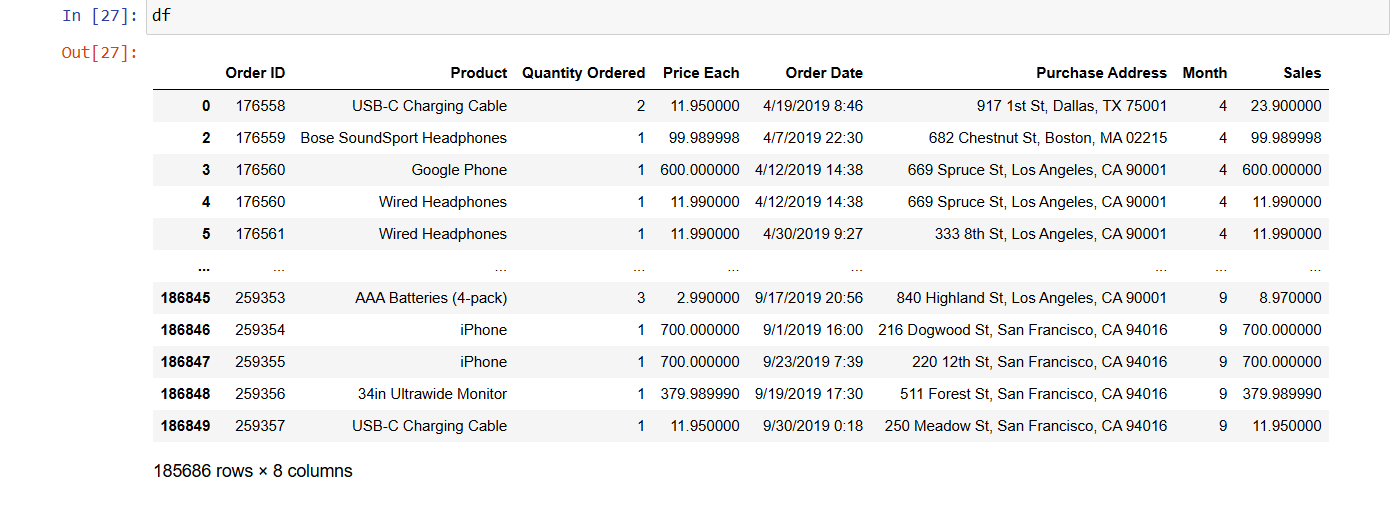 In [27]: df
Out[27]:
Order ID Product Quantity Ordered Price Each Order Date Purchase Address Month Sales
0 176558 USB-C Charging Cable 2 11.950000 4/19/2019 8:46 917 1st St, Dallas, TX 75001 4 23.900000
2 176559 Bose SoundSport Headphones 1 99.989998 4/7/2019 22:30 682 Chestnut St, Boston, MA 02215 4 99.989998
3 176560 Google Phone 1 600.000000 4/12/2019 14:38 669 Spruce St, Los Angeles, CA 90001 4 600.000000
4 176560 Wired Headphones 1 11.990000 4/12/2019 14:38 669 Spruce St, Los Angeles, CA 90001 4 11.990000
5 176561 Wired Headphones 1 11.990000 4/30/2019 9:27 333 8th St, Los Angeles, CA 90001 4 11.990000
... ... ... ... ... ... ... ... ...
186845 259353 AAA Batteries (4-pack) 3 2.990000 9/17/2019 20:56 840 Highland St, Los Angeles, CA 90001 9 8.970000
186846 259354 iPhone 1 700.000000 9/1/2019 16:00 216 Dogwood St, San Francisco, CA 94016 9 700.000000
186847 259355 iPhone 1 700.000000 9/23/2019 7:39 220 12th St, San Francisco, CA 94016 9 700.000000
186848 259356 34in Ultrawide Monitor 1 379.989990 9/19/2019 17:30 511 Forest St, San Francisco, CA 94016 9 379.989990
186849 259357 USB-C Charging Cable 1 11.950000 9/30/2019 0:18 250 Meadow St, San Francisco, CA 94016 9 11.950000
185686 rows × 8 columns